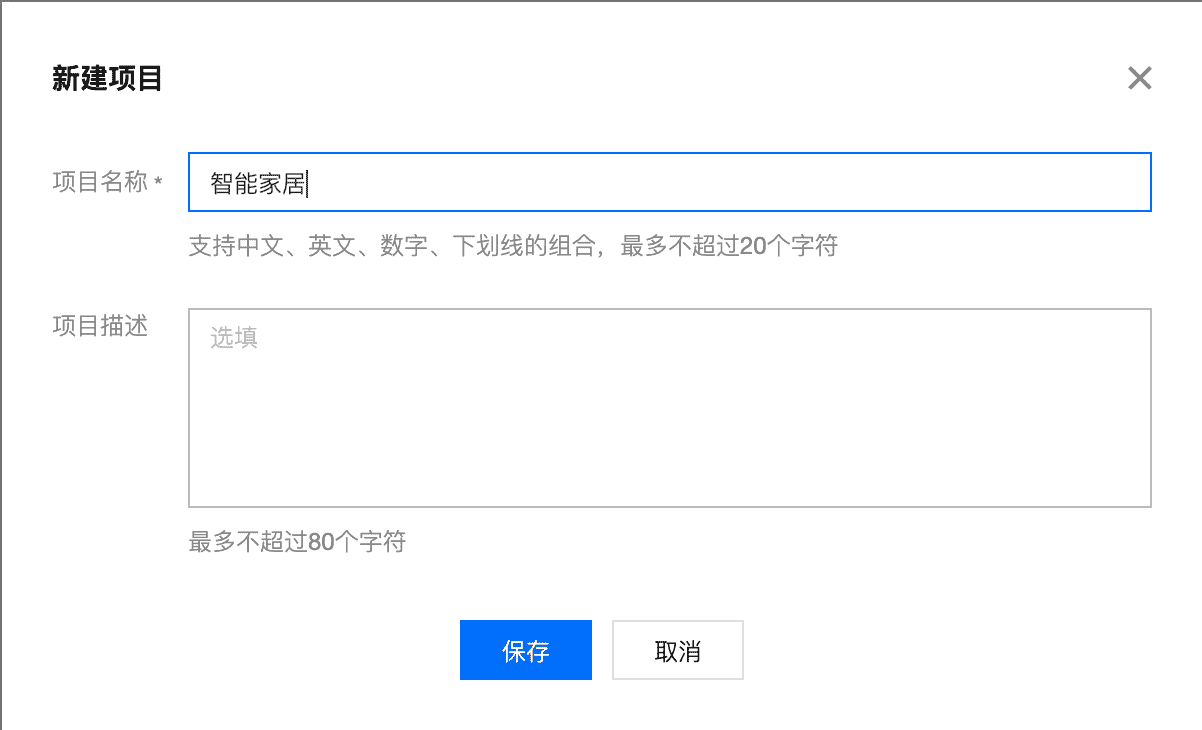 新建项目
项目名称 *
智能家居
支持中文、英文、数字、下划线的组合，最多不超过20个字符
项目描述
选填
最多不超过80个字符
保存 取消